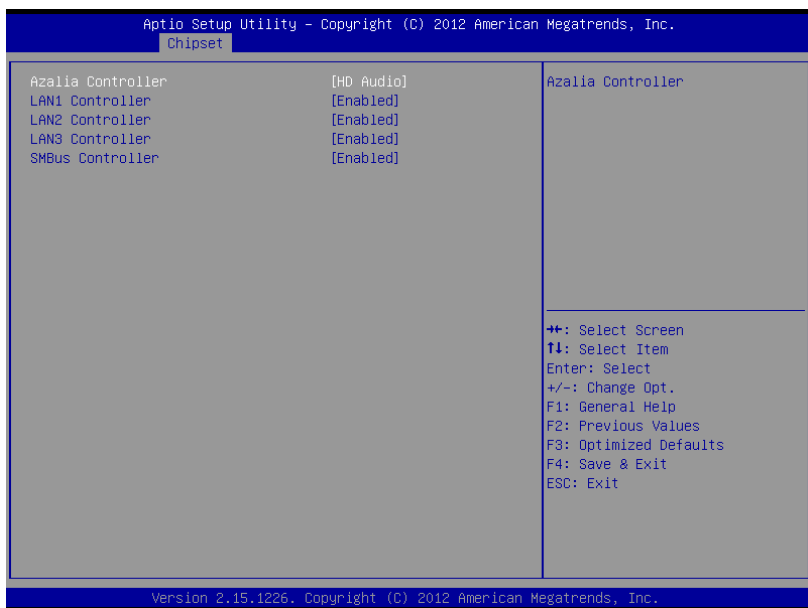 Aptio Setup Utility – Copyright (C) 2012 American Megatrends, Inc.
Chipset
Azalia Controller [HD Audio]
LAN1 Controller [Enabled]
LAN2 Controller [Enabled]
LAN3 Controller [Enabled]
SMBus Controller [Enabled]
Azalia Controller
→←: Select Screen
↑↓: Select Item
Enter: Select
+/-: Change Opt.
F1: General Help
F2: Previous Values
F3: Optimized Defaults
F4: Save & Exit
ESC: Exit
Version 2.15.1226. Copyright (C) 2012 American Megatrends, Inc.